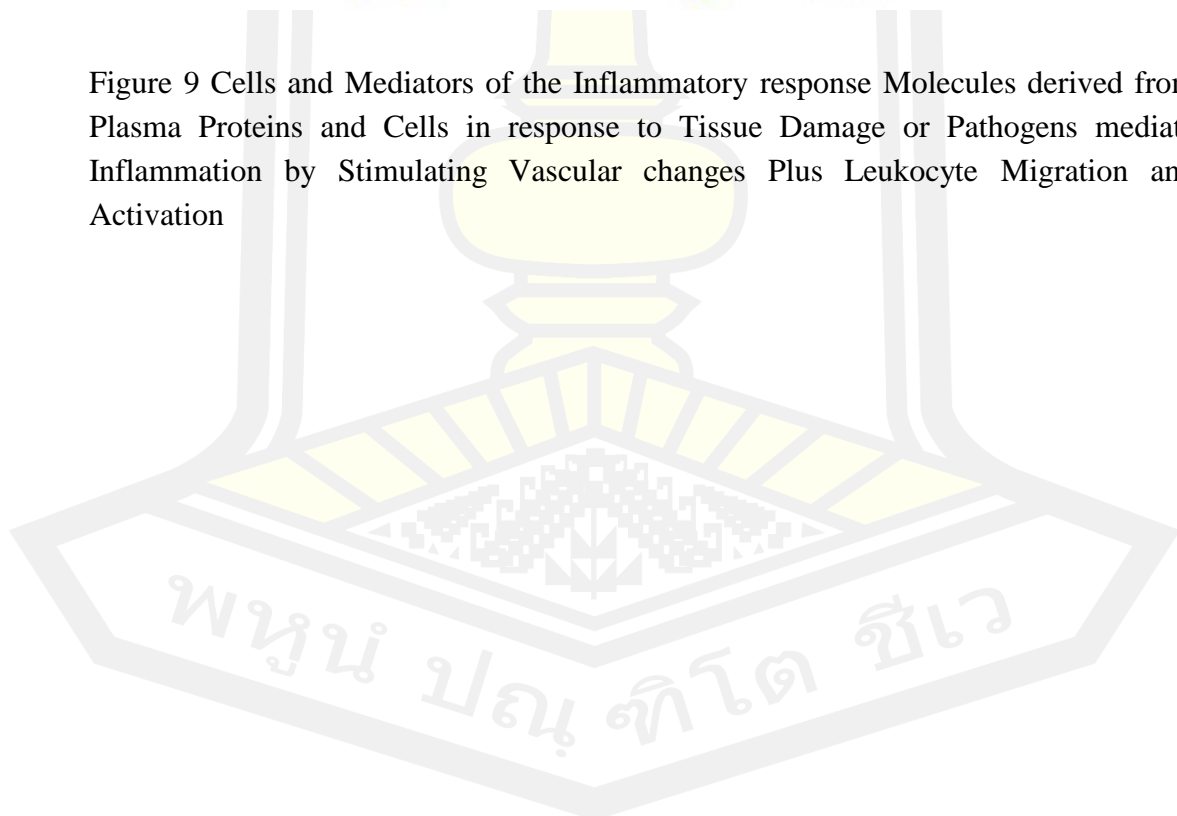 Figure 9 Cells and Mediators of the Inflammatory response Molecules derived from
Plasma Proteins and Cells in response to Tissue Damage or Pathogens mediat
Inflammation by Stimulating Vascular changes Plus Leukocyte Migration an
Activation
พหูนํ ปณฺฑิโต ชีเว